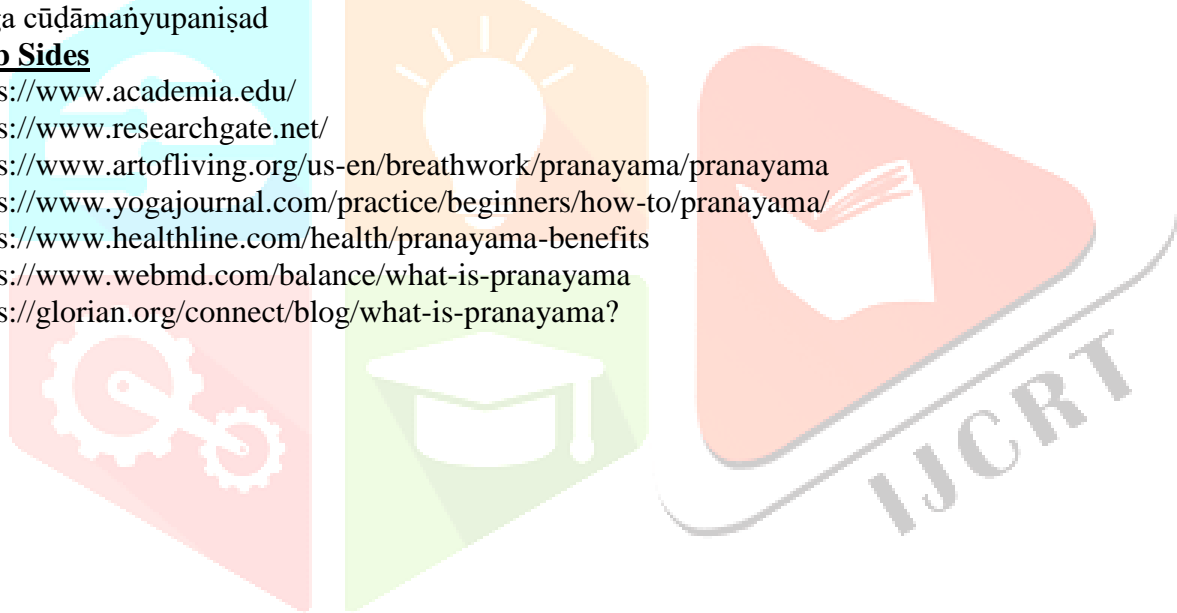 ga cūḍāmaṅyupaniṣad
b Sides
s://www.academia.edu/
s://www.researchgate.net/
s://www.artofliving.org/us-en/breathwork/pranayama/pranayama
s://www.yogajournal.com/practice/beginners/how-to/pranayama/
s://www.healthline.com/health/pranayama-benefits
s://www.webmd.com/balance/what-is-pranayama
s://glorian.org/connect/blog/what-is-pranayama?
IJCRT